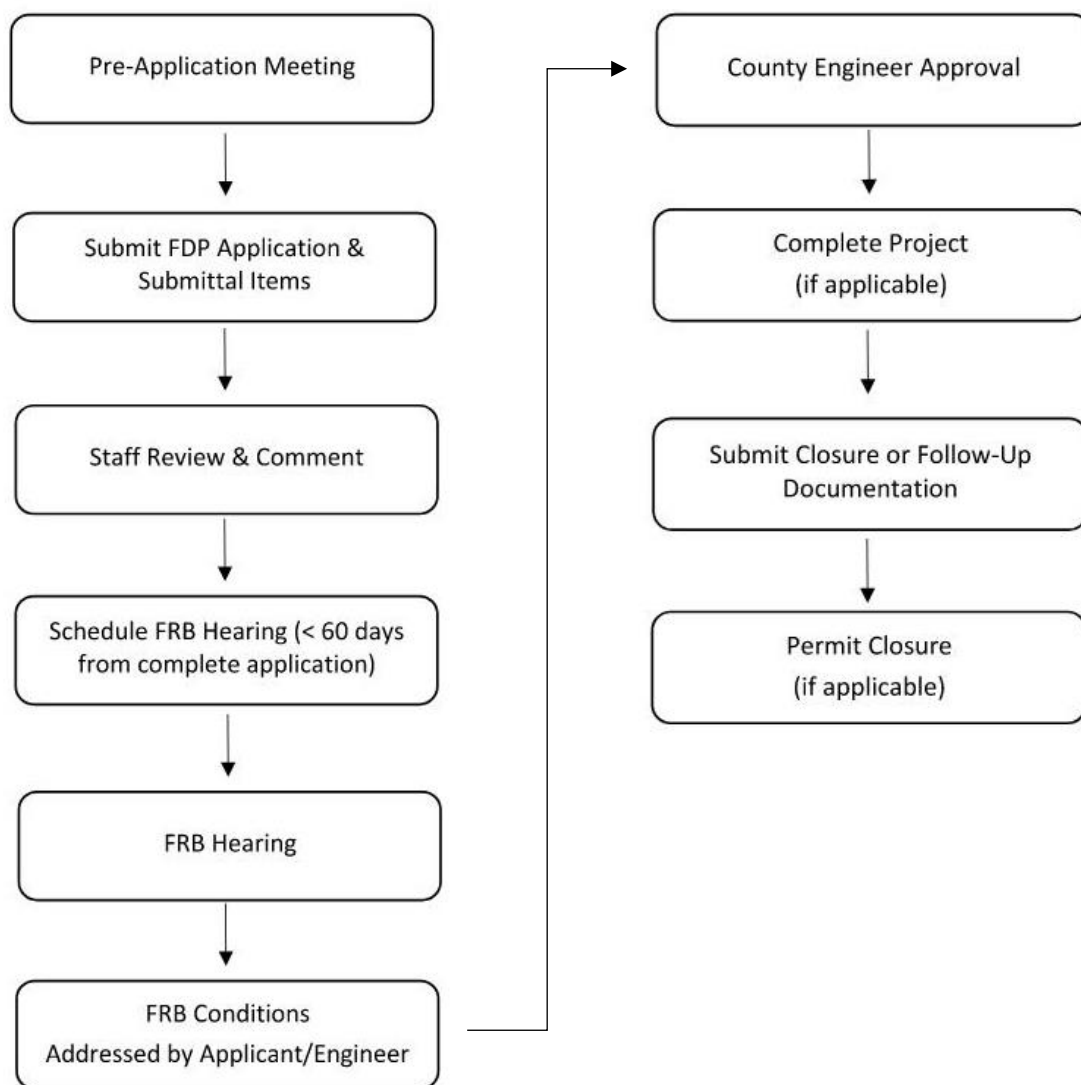 Pre-Application Meeting
Submit FDP Application &
Submittal Items
Staff Review & Comment
Schedule FRB Hearing (< 60 days
from complete application)
FRB Hearing
FRB Conditions
Addressed by Applicant/Engineer
County Engineer Approval
Complete Project
(if applicable)
Submit Closure or Follow-Up
Documentation
Permit Closure
(if applicable)